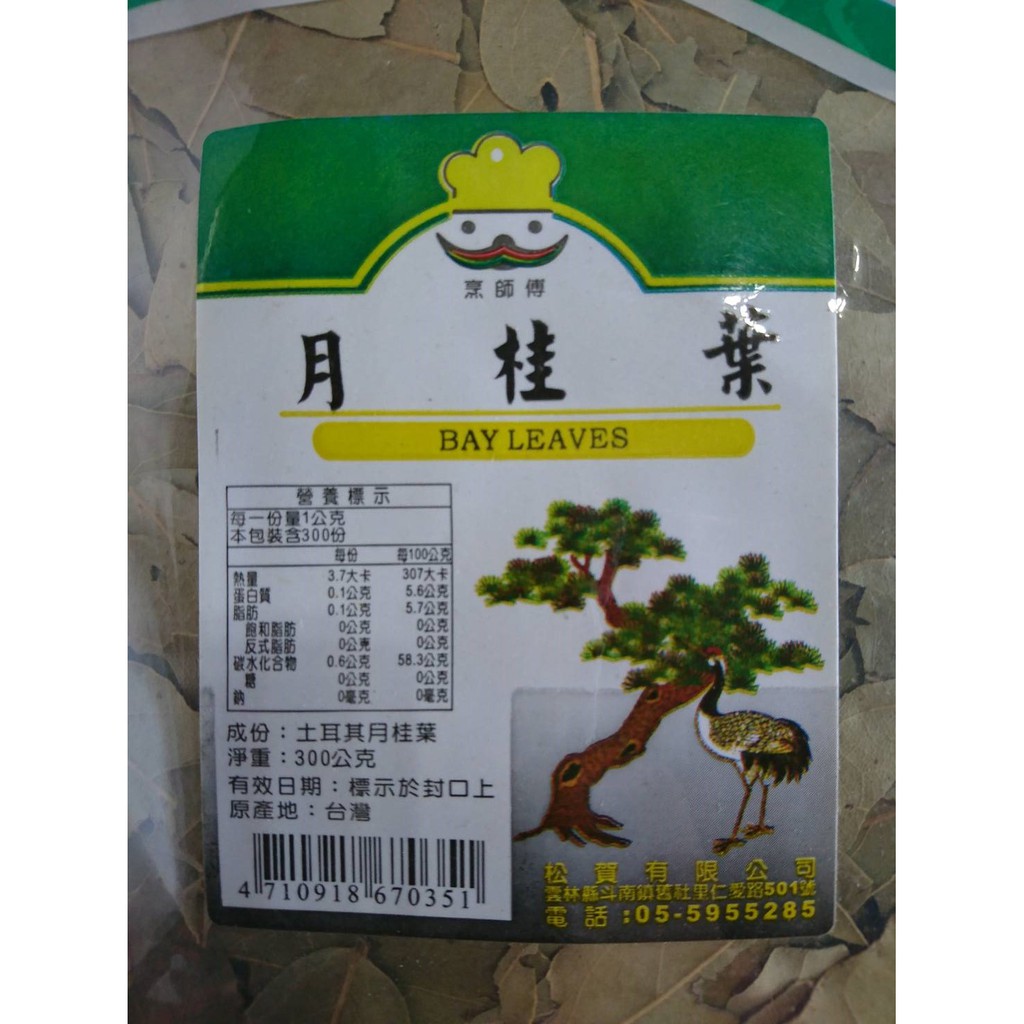 烹師傅
月桂葉
BAY LEAVES
營養標示
每一份量1公克
本包裝含300份
每份 每100公克
熱量 3.7大卡 307大卡
蛋白質 0.1公克 5.6公克
脂肪 0.1公克 5.7公克
飽和脂肪 0公克 0公克
反式脂肪 0公克 0公克
碳水化合物 0.6公克 58.3公克
糖 0公克 0公克
鈉 0毫克 0毫克
成份：土耳其月桂葉
淨重：300公克
有效日期：標示於封口上
原產地：台灣
4 710918 670351
松賀有限公司
雲林縣斗南鎮舊社里仁愛路501號
電話:05-5955285